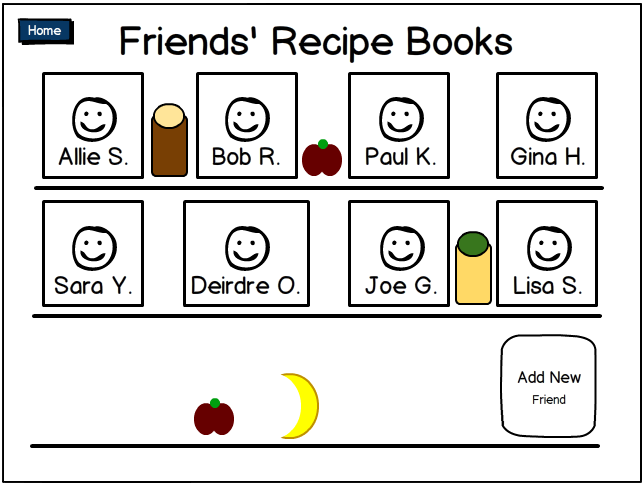 Home
Friends' Recipe Books
Allie S.
Bob R.
Paul K.
Gina H.
Sara Y.
Deirdre O.
Joe G.
Lisa S.
Add New
Friend